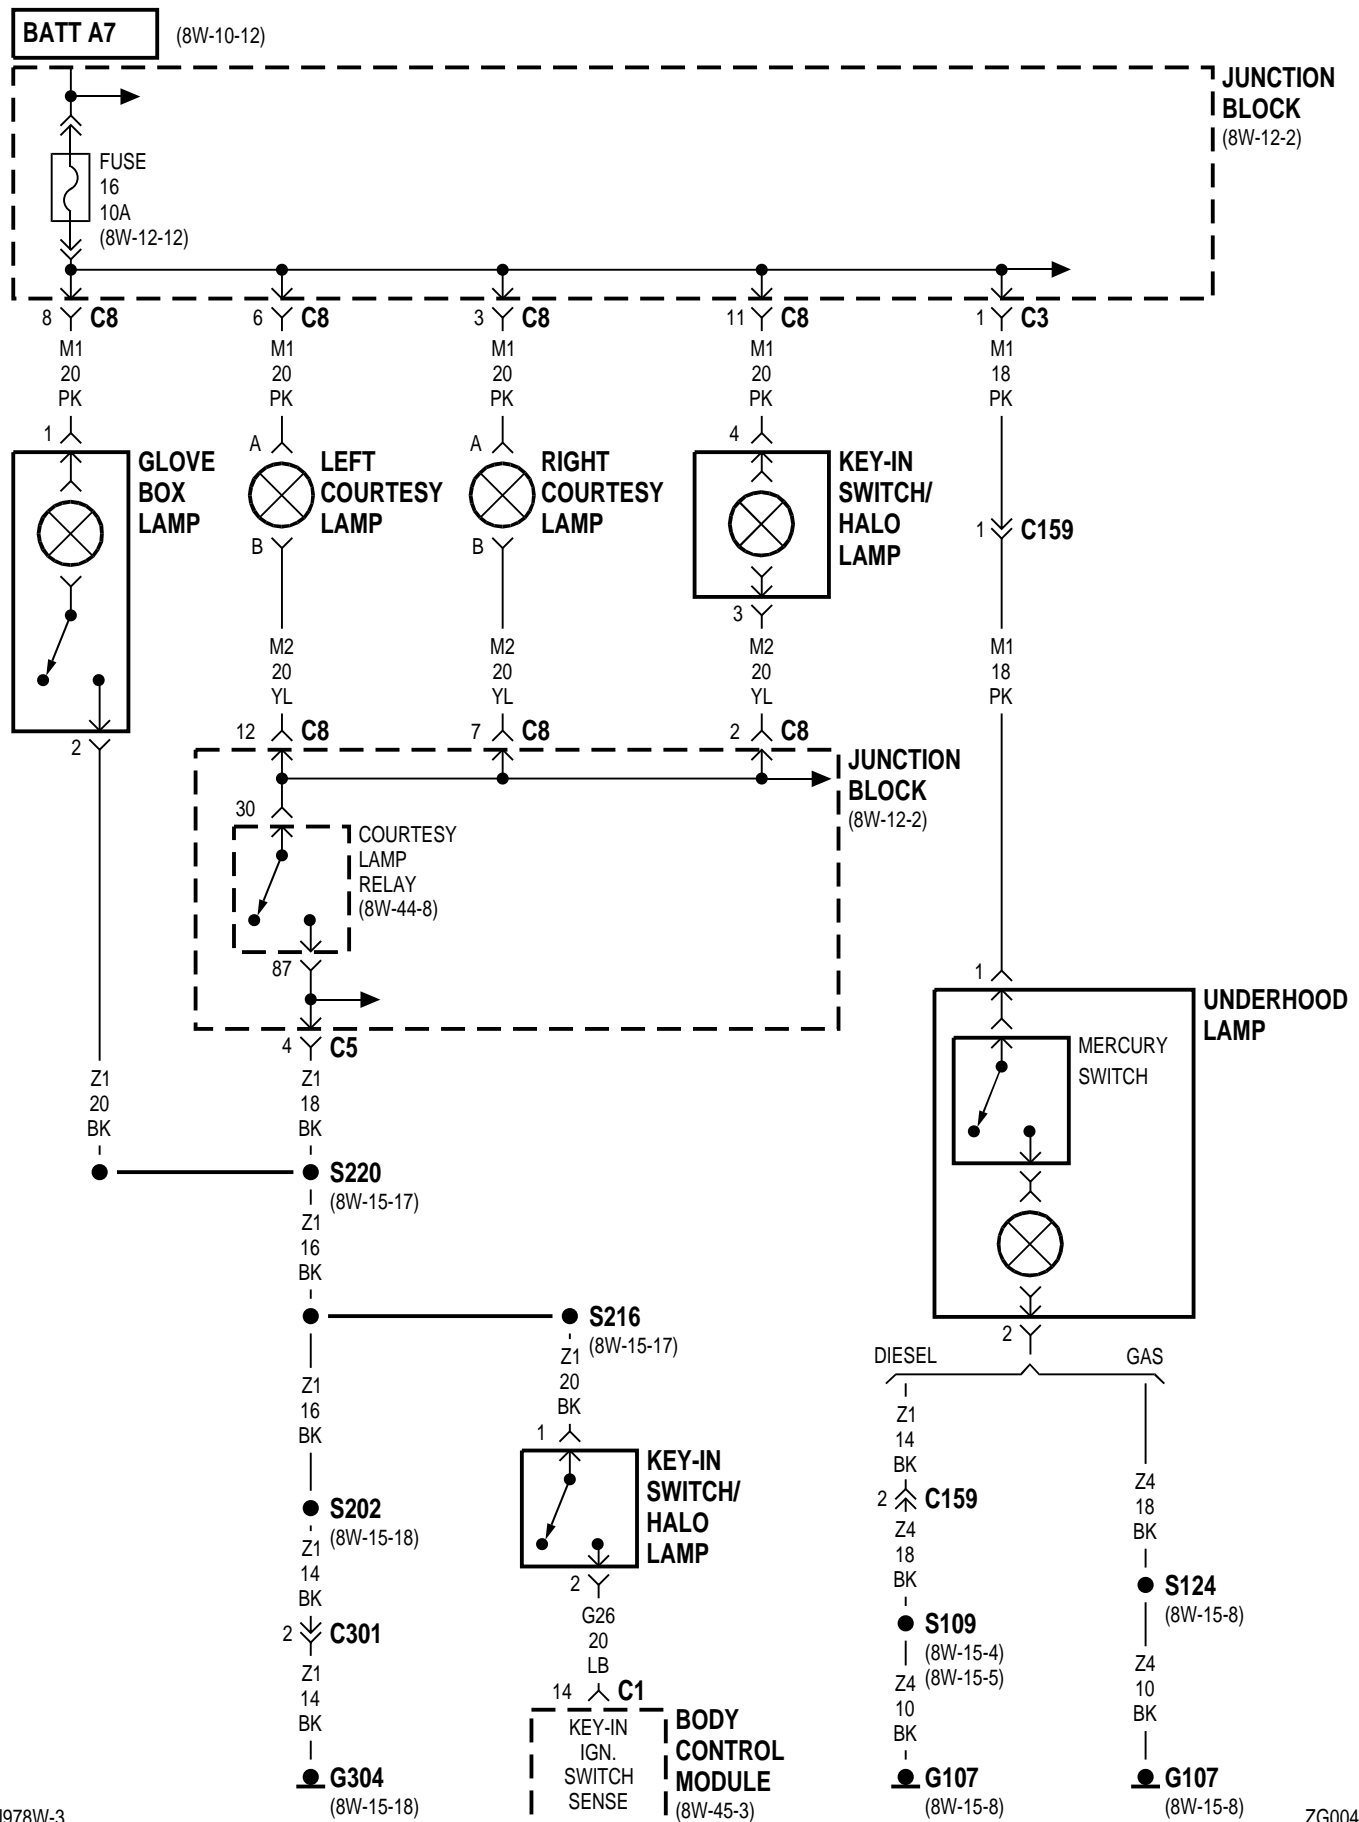 BATT A7
(8W-10-12)
JUNCTION
BLOCK
(8W-12-2)
FUSE
16
10A
(8W-12-12)
8 C8
6 C8
3 C8
11 C8
1 C3
M1
20
PK
M1
20
PK
M1
20
PK
M1
20
PK
M1
18
PK
1
GLOVE
BOX
LAMP
2
A
LEFT
COURTESY
LAMP
B
A
RIGHT
COURTESY
LAMP
B
4
KEY-IN
SWITCH/
HALO
LAMP
3
1 C159
M2
20
YL
M2
20
YL
M2
20
YL
M1
18
PK
12 C8
7 C8
2 C8
JUNCTION
BLOCK
(8W-12-2)
30
COURTESY
LAMP
RELAY
(8W-44-8)
87
4 C5
1
UNDERHOOD
LAMP
MERCURY
SWITCH
2
Z1
20
BK
Z1
18
BK
S220
(8W-15-17)
Z1
16
BK
S216
(8W-15-17)
Z1
16
BK
Z1
20
BK
1
KEY-IN
SWITCH/
HALO
LAMP
2
S202
(8W-15-18)
Z1
14
BK
2 C301
Z1
14
BK
G304
(8W-15-18)
G26
20
LB
14 C1
KEY-IN
IGN.
SWITCH
SENSE
BODY
CONTROL
MODULE
(8W-45-3)
DIESEL
GAS
Z1
14
BK
2 C159
Z4
18
BK
S109
(8W-15-4)
(8W-15-5)
Z4
10
BK
G107
(8W-15-8)
Z4
18
BK
S124
(8W-15-8)
Z4
10
BK
G107
(8W-15-8)
978W-3
ZG004